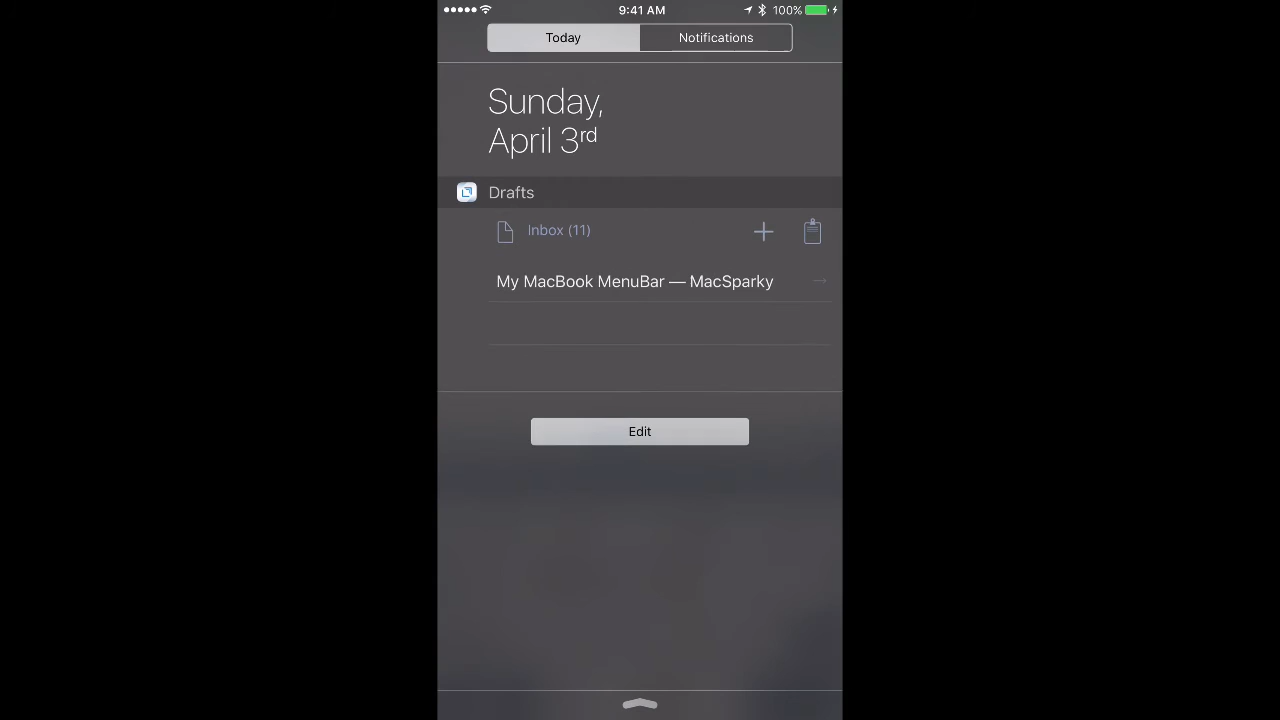 9:41 AM
100%
Today
Notifications
Sunday,
April 3rd
Drafts
Inbox (11)
My MacBook MenuBar — MacSparky
Edit